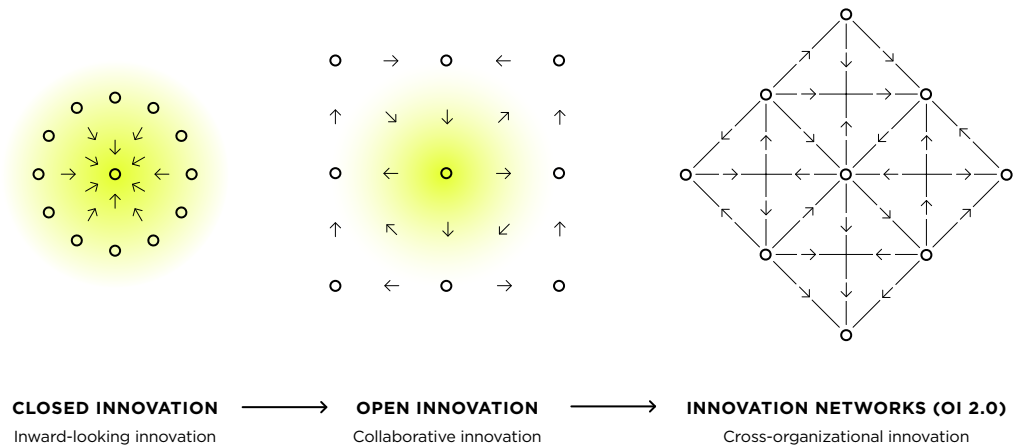 CLOSED INNOVATION
Inward-looking innovation
OPEN INNOVATION
Collaborative innovation
INNOVATION NETWORKS (OI 2.0)
Cross-organizational innovation